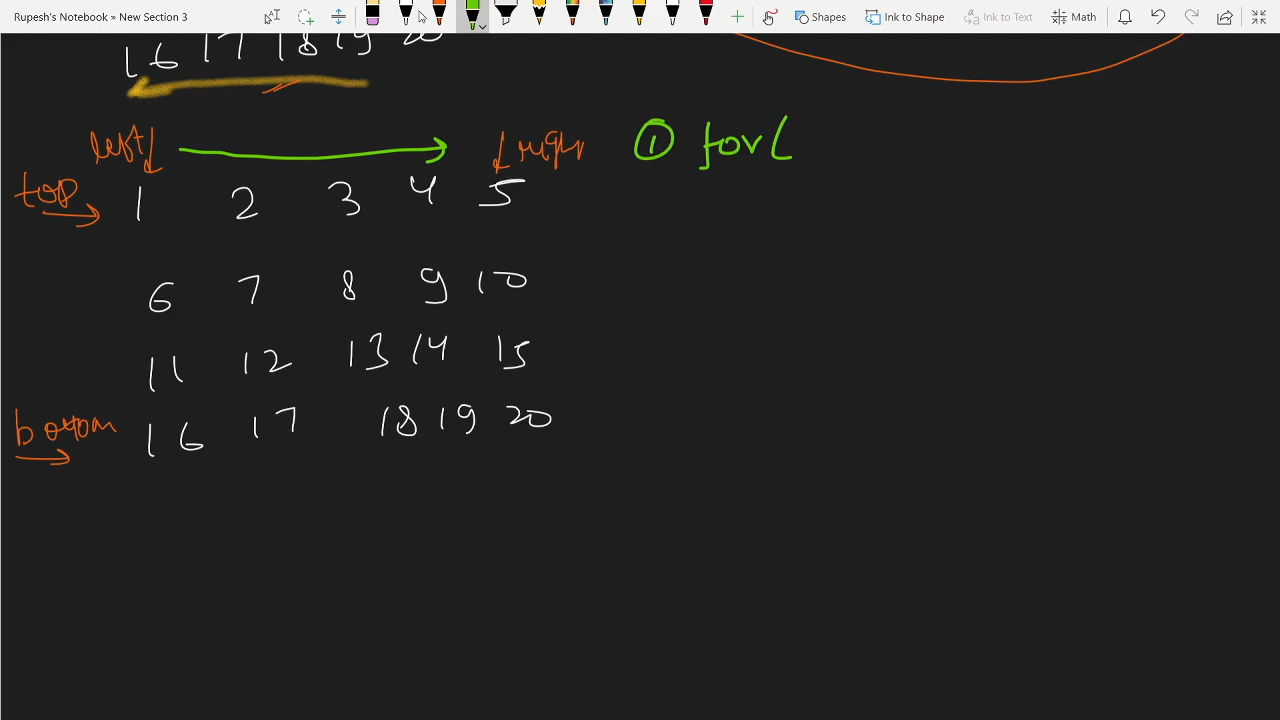 Rupesh's Notebook » New Section 3
Shapes
Ink to Shape
Ink to Text
Math
16 17 18 19 20
left right ① for(
top 1 2 3 4 5
6 7 8 9 10
11 12 13 14 15
bottom 16 17 18 19 20